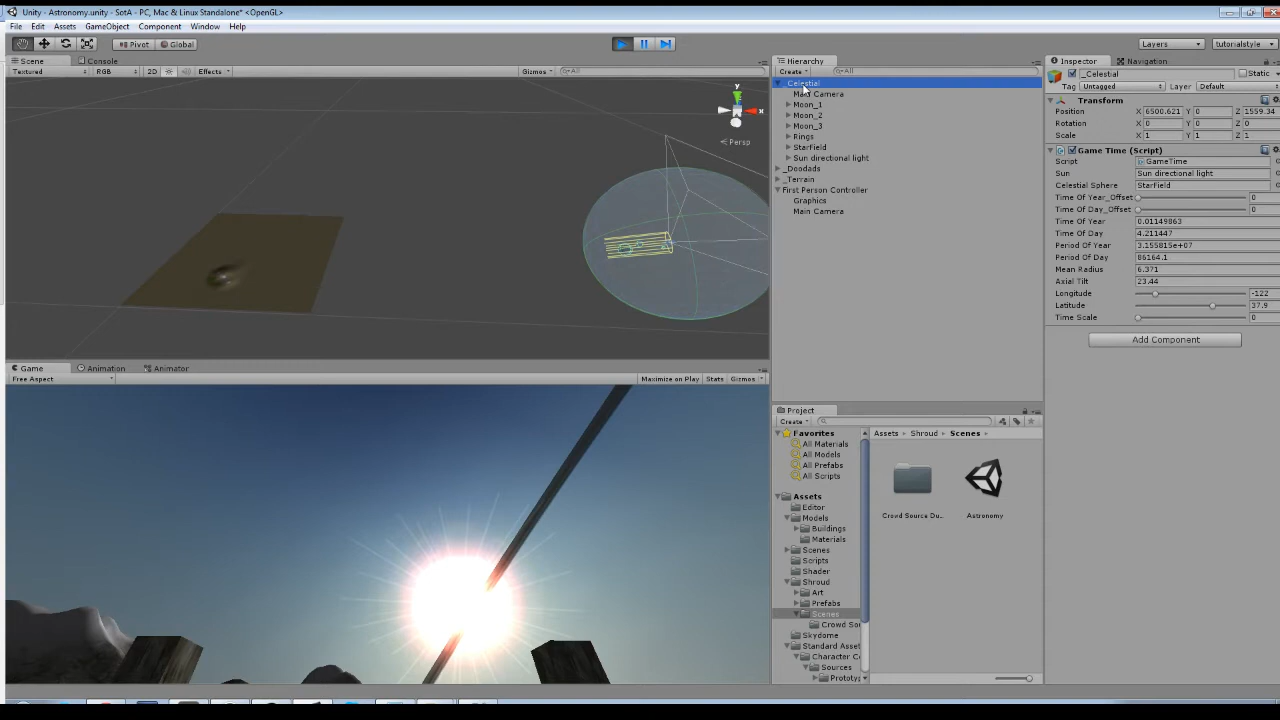 Unity - Astronomy.unity - SotA - PC, Mac & Linux Standalone* <OpenGL>
File Edit Assets GameObject Component Window Help
Pivot Global Layers tutorialstyle
Scene Console
Textured RGB 2D Effects Gizmos All
y
x
Persp
Game Animation Animator
Free Aspect Maximize on Play Stats Gizmos
Hierarchy
Create All
_Celestial
Main Camera
Moon_1
Moon_2
Moon_3
Rings
StarField
Sun directional light
_Doodads
_Terrain
First Person Controller
Graphics
Main Camera
Project
Create
Favorites
All Materials
All Models
All Prefabs
All Scripts
Assets
Editor
Models
Buildings
Materials
Scenes
Scripts
Shader
Shroud
Art
Prefabs
Scenes
Crowd Sou
Skydome
Standard Asset
Character C
Sources
Prototy
Assets Shroud Scenes
Crowd Source Du...
Astronomy
Inspector Navigation
_Celestial Static
Tag Untagged Layer Default
Transform
Position X 6500.621 Y 0 Z 1559.34
Rotation X 0 Y 0 Z 0
Scale X 1 Y 1 Z 1
Game Time (Script)
Script GameTime
Sun Sun directional light
Celestial Sphere StarField
Time Of Year_Offset 0
Time Of Day_Offset 0
Time Of Year 0.01149863
Time Of Day 4.211447
Period Of Year 3.155815e+07
Period Of Day 86164.1
Mean Radius 6.371
Axial Tilt 23.44
Longitude -122
Latitude 37.9
Time Scale 0
Add Component